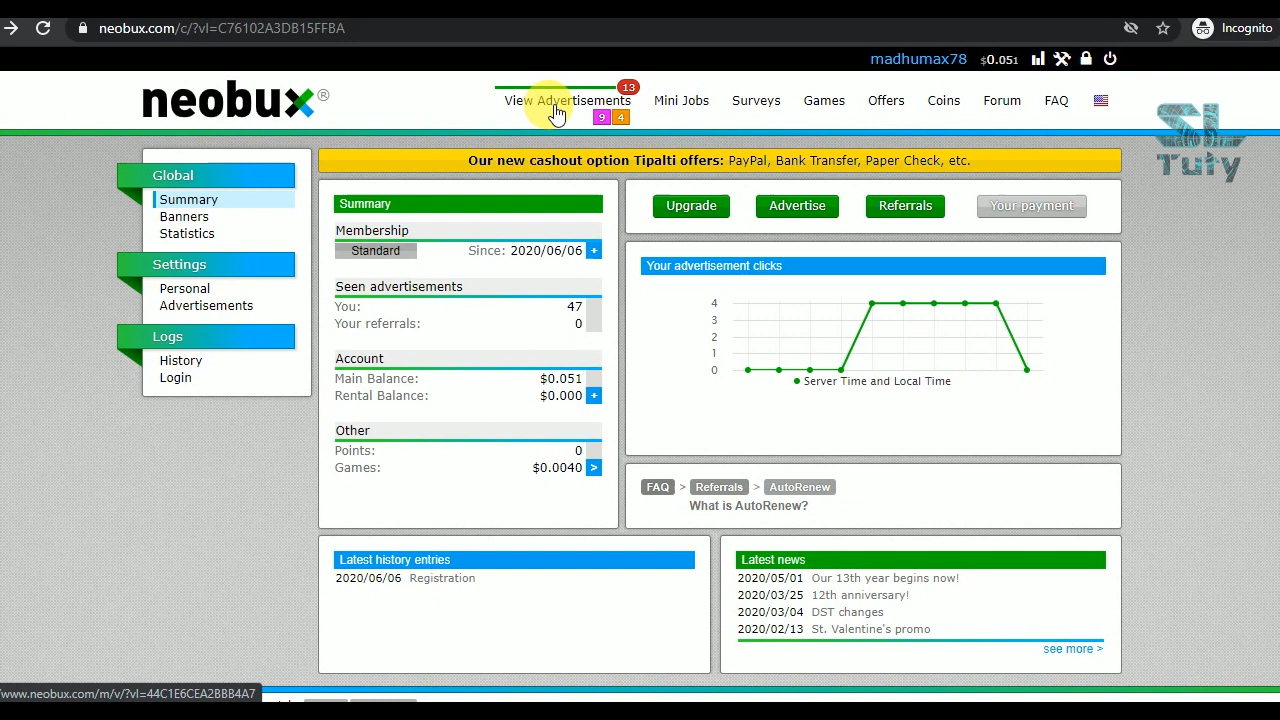 neobux.com/c/?vl=C76102A3DB15FFBA
Incognito
madhumax78 $0.051
neobux®
View Advertisements 13
9 4
Mini Jobs
Surveys
Games
Offers
Coins
Forum
FAQ
SL
Tuty
Our new cashout option Tipalti offers: PayPal, Bank Transfer, Paper Check, etc.
Global
Summary
Banners
Statistics
Settings
Personal
Advertisements
Logs
History
Login
Summary
Membership
Standard Since: 2020/06/06 +
Seen advertisements
You: 47
Your referrals: 0
Account
Main Balance: $0.051
Rental Balance: $0.000 +
Other
Points: 0
Games: $0.0040 >
Upgrade
Advertise
Referrals
Your payment
Your advertisement clicks
4
3
2
1
0
Server Time and Local Time
FAQ > Referrals > AutoRenew
What is AutoRenew?
Latest history entries
2020/06/06 Registration
Latest news
2020/05/01 Our 13th year begins now!
2020/03/25 12th anniversary!
2020/03/04 DST changes
2020/02/13 St. Valentine's promo
see more >
/www.neobux.com/m/v/?vl=44C1E6CEA2BBB4A7